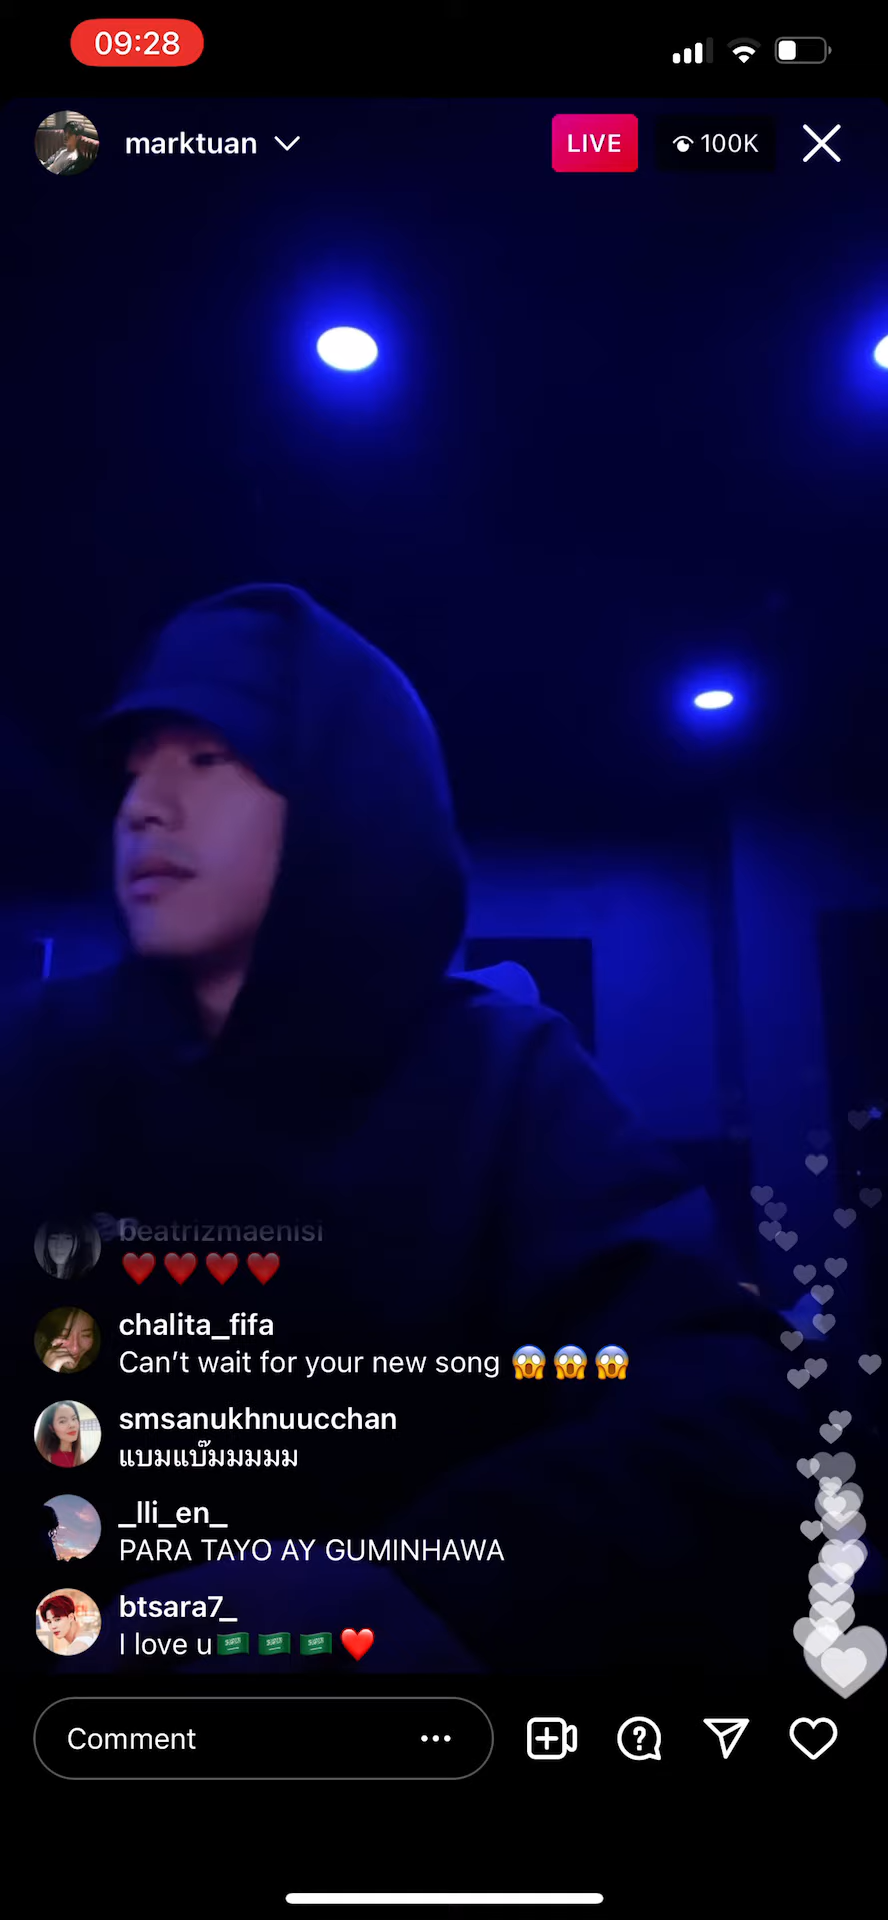 09:28
marktuan
LIVE
100K
beatrizmaenisi
❤️❤️❤️❤️
chalita_fifa
Can't wait for your new song 😱😱😱
smsanukhnuucchan
แบมแบ๊มมมมมม
_lli_en_
PARA TAYO AY GUMINHAWA
btsara7_
I love u🇸🇦🇸🇦🇸🇦❤️
Comment